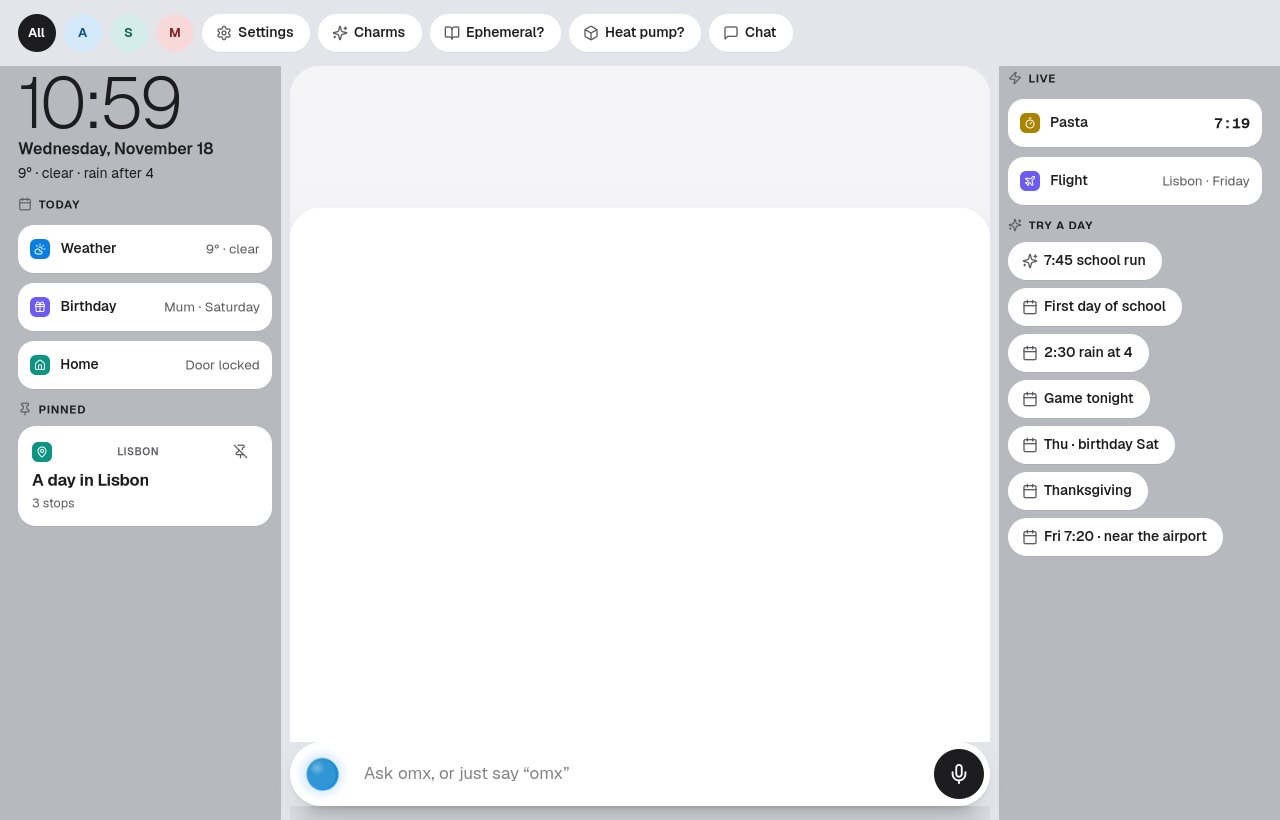 All
A
S
M
Settings
Charms
Ephemeral?
Heat pump?
Chat
10:59
Wednesday, November 18
9° · clear · rain after 4
TODAY
Weather 9° · clear
Birthday Mum · Saturday
Home Door locked
PINNED
LISBON
A day in Lisbon
3 stops
Ask omx, or just say “omx”
LIVE
Pasta 7:19
Flight Lisbon · Friday
TRY A DAY
7:45 school run
First day of school
2:30 rain at 4
Game tonight
Thu · birthday Sat
Thanksgiving
Fri 7:20 · near the airport